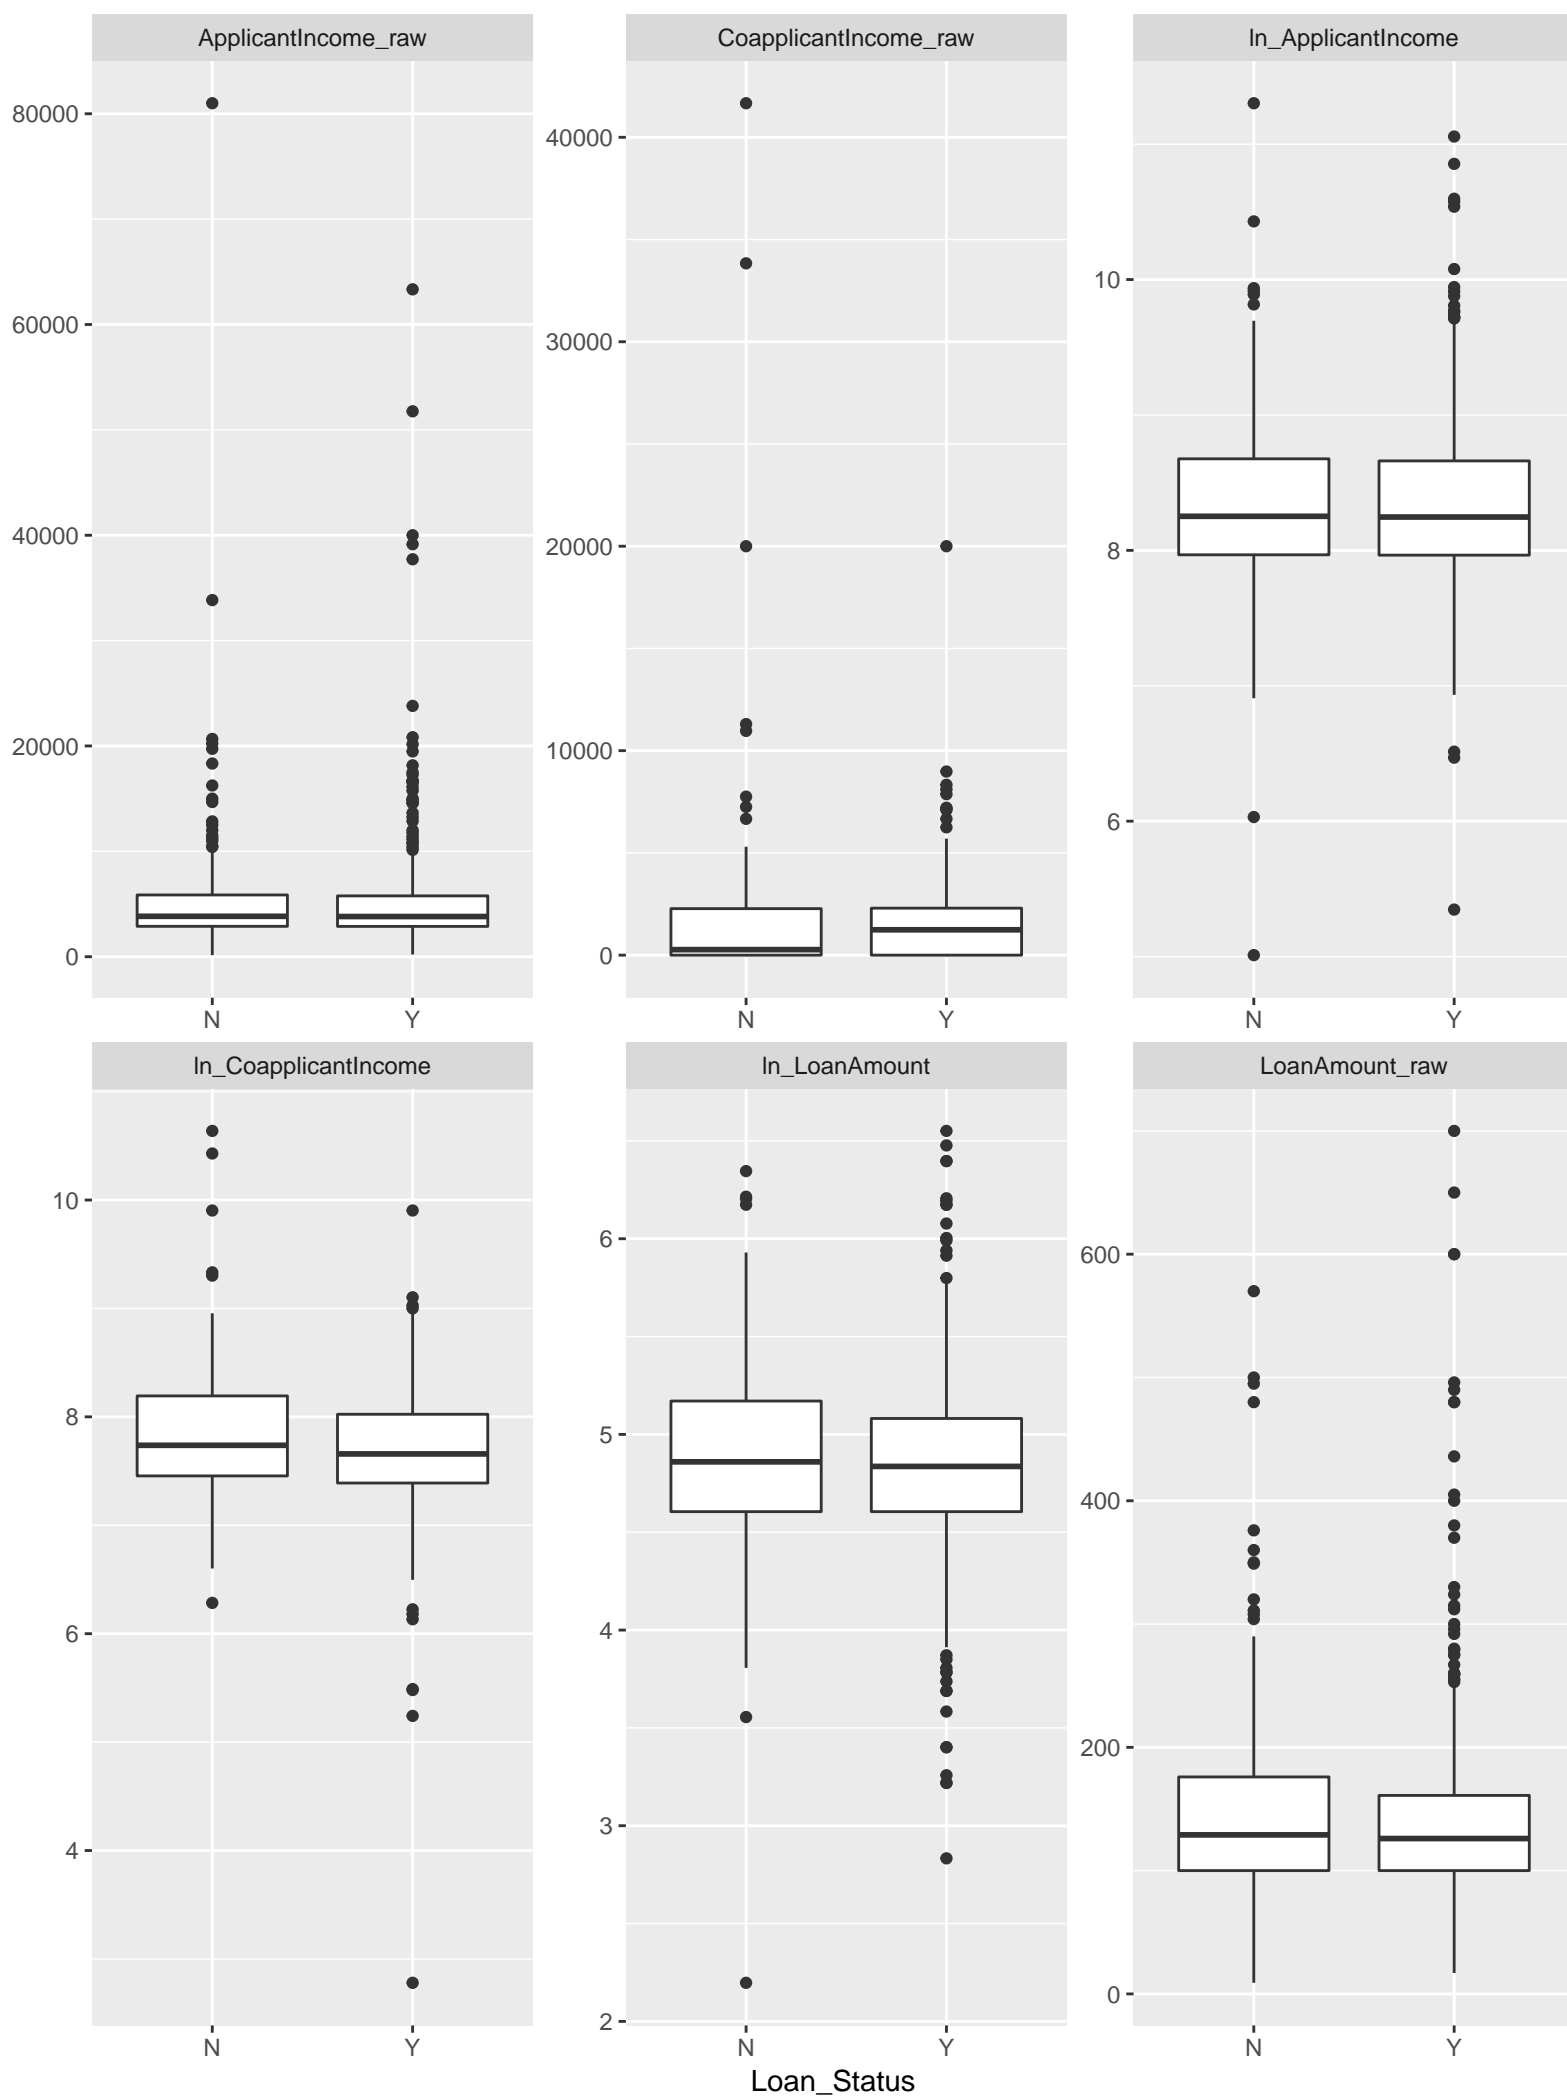 ApplicantIncome_raw
80000
60000
40000
20000
0
N Y
CoapplicantIncome_raw
40000
30000
20000
10000
0
N Y
ln_ApplicantIncome
10
8
6
N Y
ln_CoapplicantIncome
10
8
6
4
N Y
ln_LoanAmount
6
5
4
3
2
N Y
LoanAmount_raw
600
400
200
0
N Y
Loan_Status